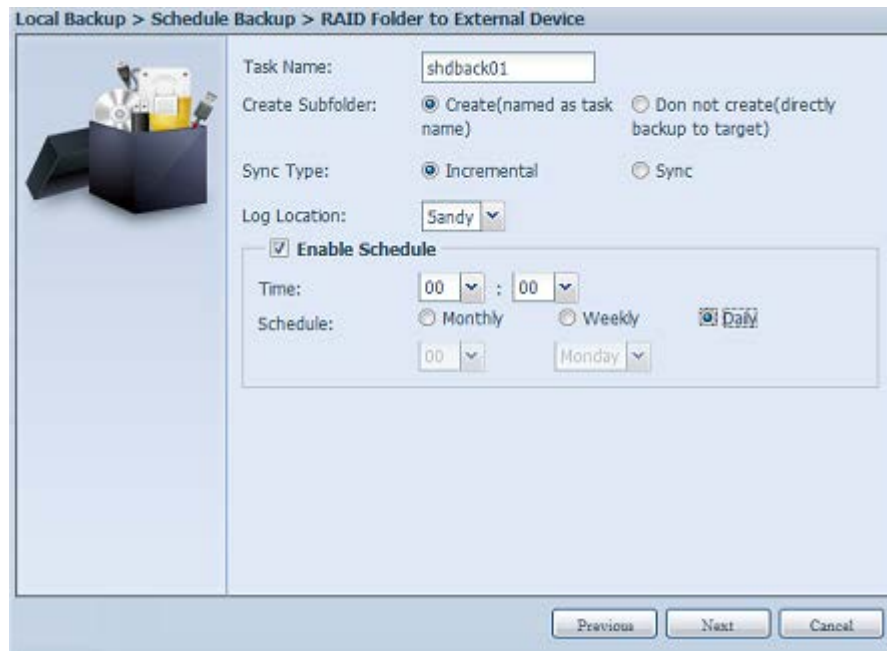 Local Backup > Schedule Backup > RAID Folder to External Device
Task Name: shdback01
Create Subfolder: Create(named as task name) Don not create(directly backup to target)
Sync Type: Incremental Sync
Log Location: Sandy
Enable Schedule
Time: 00 : 00
Schedule: Monthly Weekly Daily
00 Monday
Previous Next Cancel